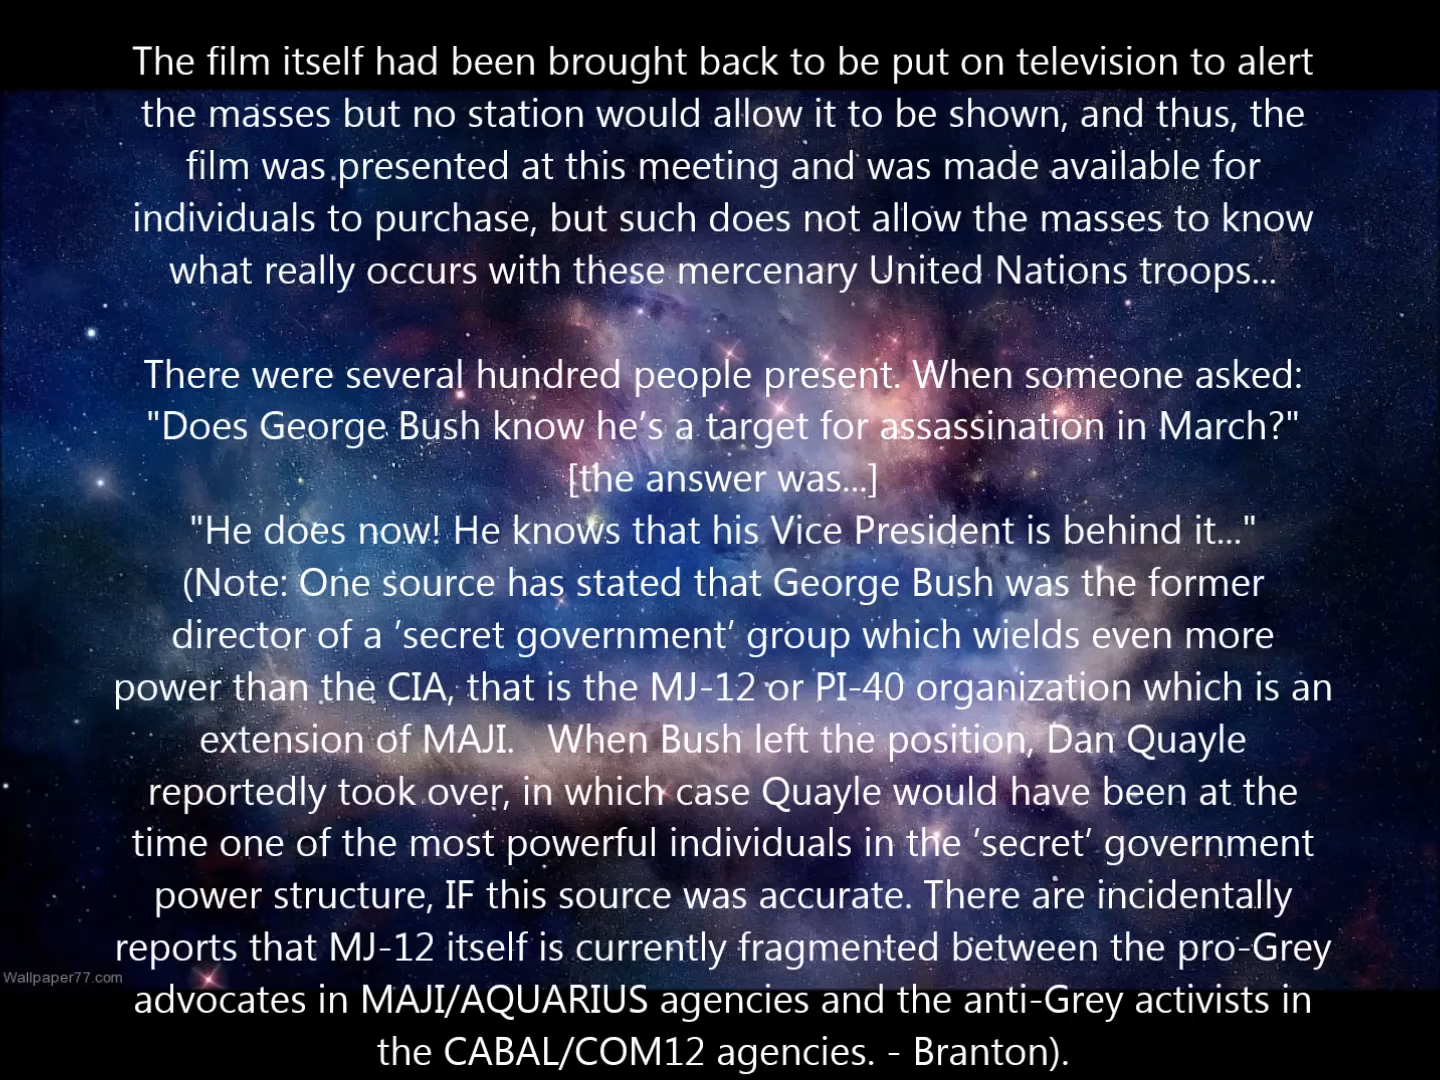 The film itself had been brought back to be put on television to alert
the masses but no station would allow it to be shown, and thus, the
film was presented at this meeting and was made available for
individuals to purchase, but such does not allow the masses to know
what really occurs with these mercenary United Nations troops...
There were several hundred people present. When someone asked:
"Does George Bush know he’s a target for assassination in March?"
[the answer was...]
"He does now! He knows that his Vice President is behind it..."
(Note: One source has stated that George Bush was the former
director of a ’secret government’ group which wields even more
power than the CIA, that is the MJ-12 or PI-40 organization which is an
extension of MAJI.   When Bush left the position, Dan Quayle
reportedly took over, in which case Quayle would have been at the
time one of the most powerful individuals in the ’secret’ government
power structure, IF this source was accurate. There are incidentally
reports that MJ-12 itself is currently fragmented between the pro-Grey
Wallpaper77.com
advocates in MAJI/AQUARIUS agencies and the anti-Grey activists in
the CABAL/COM12 agencies. - Branton).